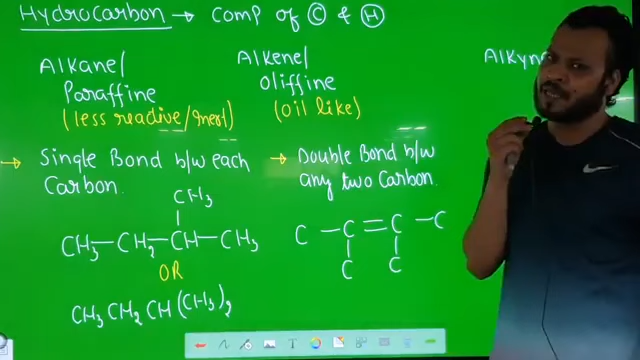 HydroCarbon → Comp of Ⓒ & Ⓗ
Alkane/
Paraffine
(less reactive/Inert)
→ Single Bond b/w each
Carbon.
CH3
CH3—CH2—CH—CH3
OR
CH3 CH2 CH (CH3)2
Alkene/
Oliffine
(Oil like)
→ Double Bond b/w
any two Carbon.
C — C = C — C
C C
Alkyn